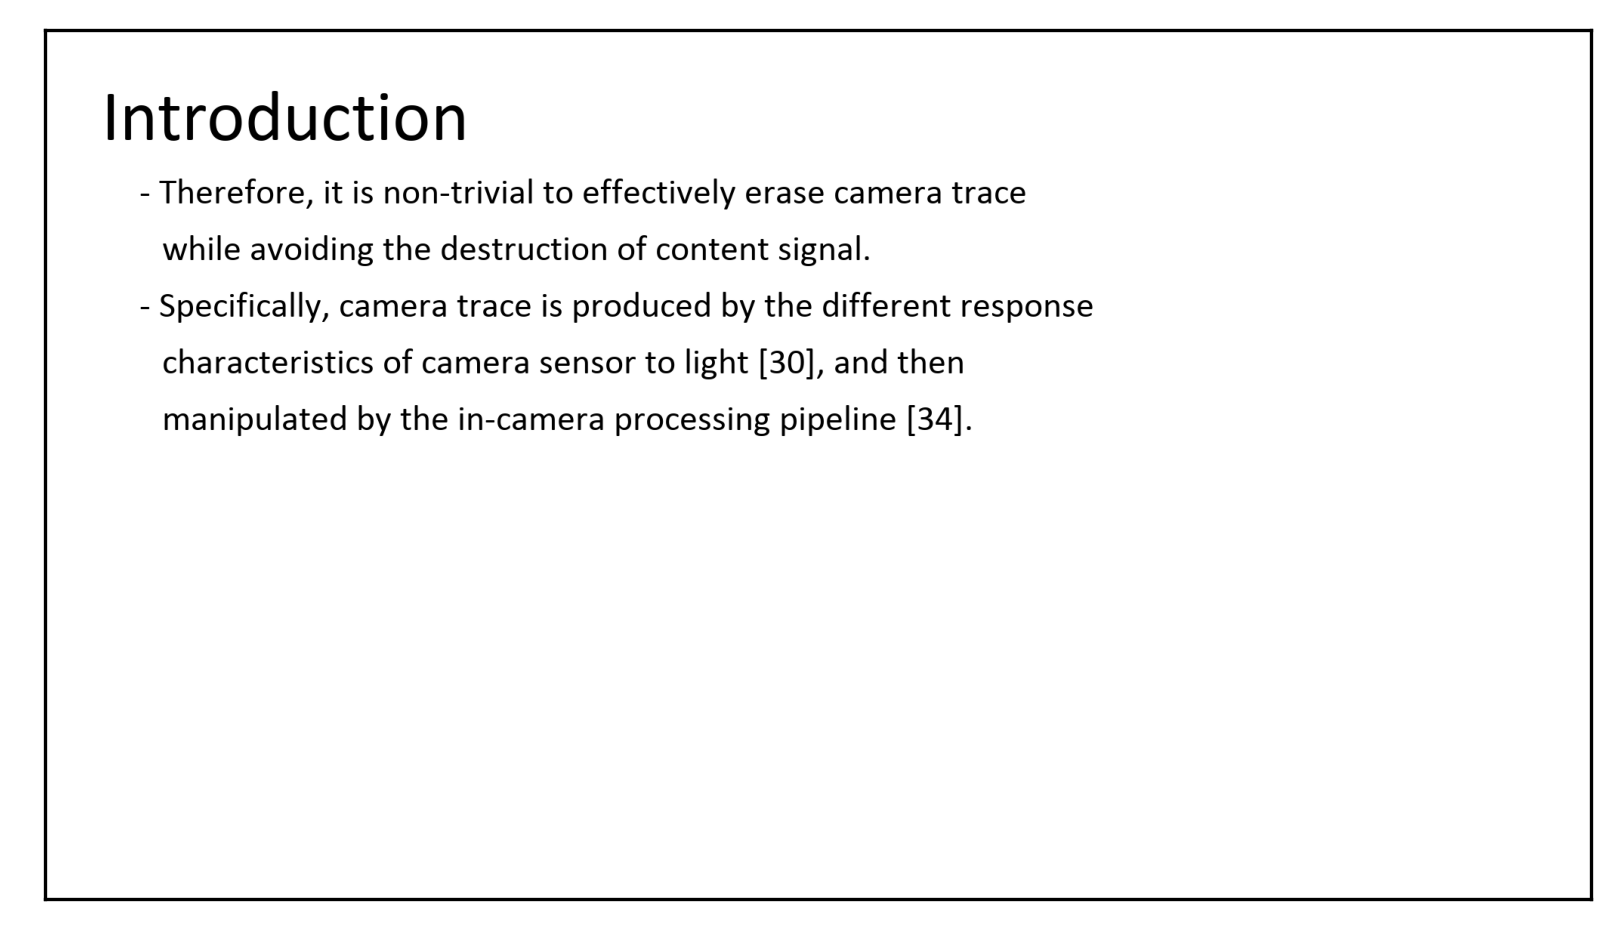 Introduction
- Therefore, it is non-trivial to effectively erase camera trace
while avoiding the destruction of content signal.
- Specifically, camera trace is produced by the different response
characteristics of camera sensor to light [30], and then
manipulated by the in-camera processing pipeline [34].